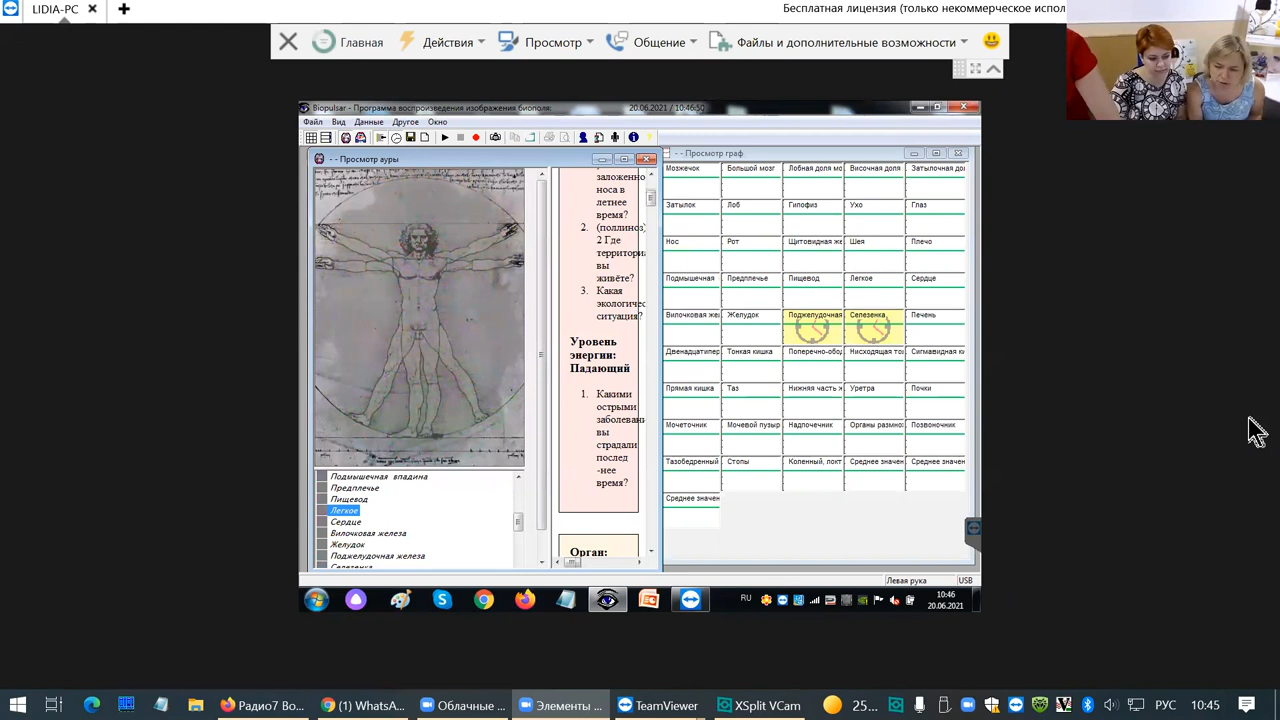 LIDIA-PC
Бесплатная лицензия (только некоммерческое испол
Главная
Действия
Просмотр
Общение
Файлы и дополнительные возможности
Biopulsar - Программа воспроизведения изображения биополя:
20.06.2021 / 10:46:50
Файл Вид Данные Другое Окно
- - Просмотр ауры
- - Просмотр граф
заложенно
носа в
летнее
время?
2. (поллиноз)
2 Где
территори
вы
живёте?
3. Какая
экологичес
ситуация?
Уровень
энергии:
Падающий
1. Какими
острыми
заболеван
вы
страдали
послед
-нее
время?
Орган:
Мозжечок Большой мозг Лобная доля мо Височная доля Затылочная до
Затылок Лоб Гипофиз Ухо Глаз
Нос Рот Щитовидная же Шея Плечо
Подмышечная Предплечье Пищевод Легкое Сердце
Вилочковая жел Желудок Поджелудочная Селезенка Печень
Двенадцатипер Тонкая кишка Поперечно-обод Нисходящая то Сигмавидная ки
Прямая кишка Таз Нижняя часть ж Уретра Почки
Мочеточник Мочевой пузыр Надпочечник Органы размно Позвоночник
Тазобедренный Стопы Коленный, локт Среднее значен Среднее значен
Среднее значен
Подмышечная впадина
Предплечье
Пищевод
Легкое
Сердце
Вилочковая железа
Желудок
Поджелудочная железа
Селезенка
Левая рука
USB
RU
10:46
20.06.2021
Радио7 Во...
(1) WhatsA...
Облачные ...
Элементы ...
TeamViewer
XSplit VCam
25...
РУС
10:45